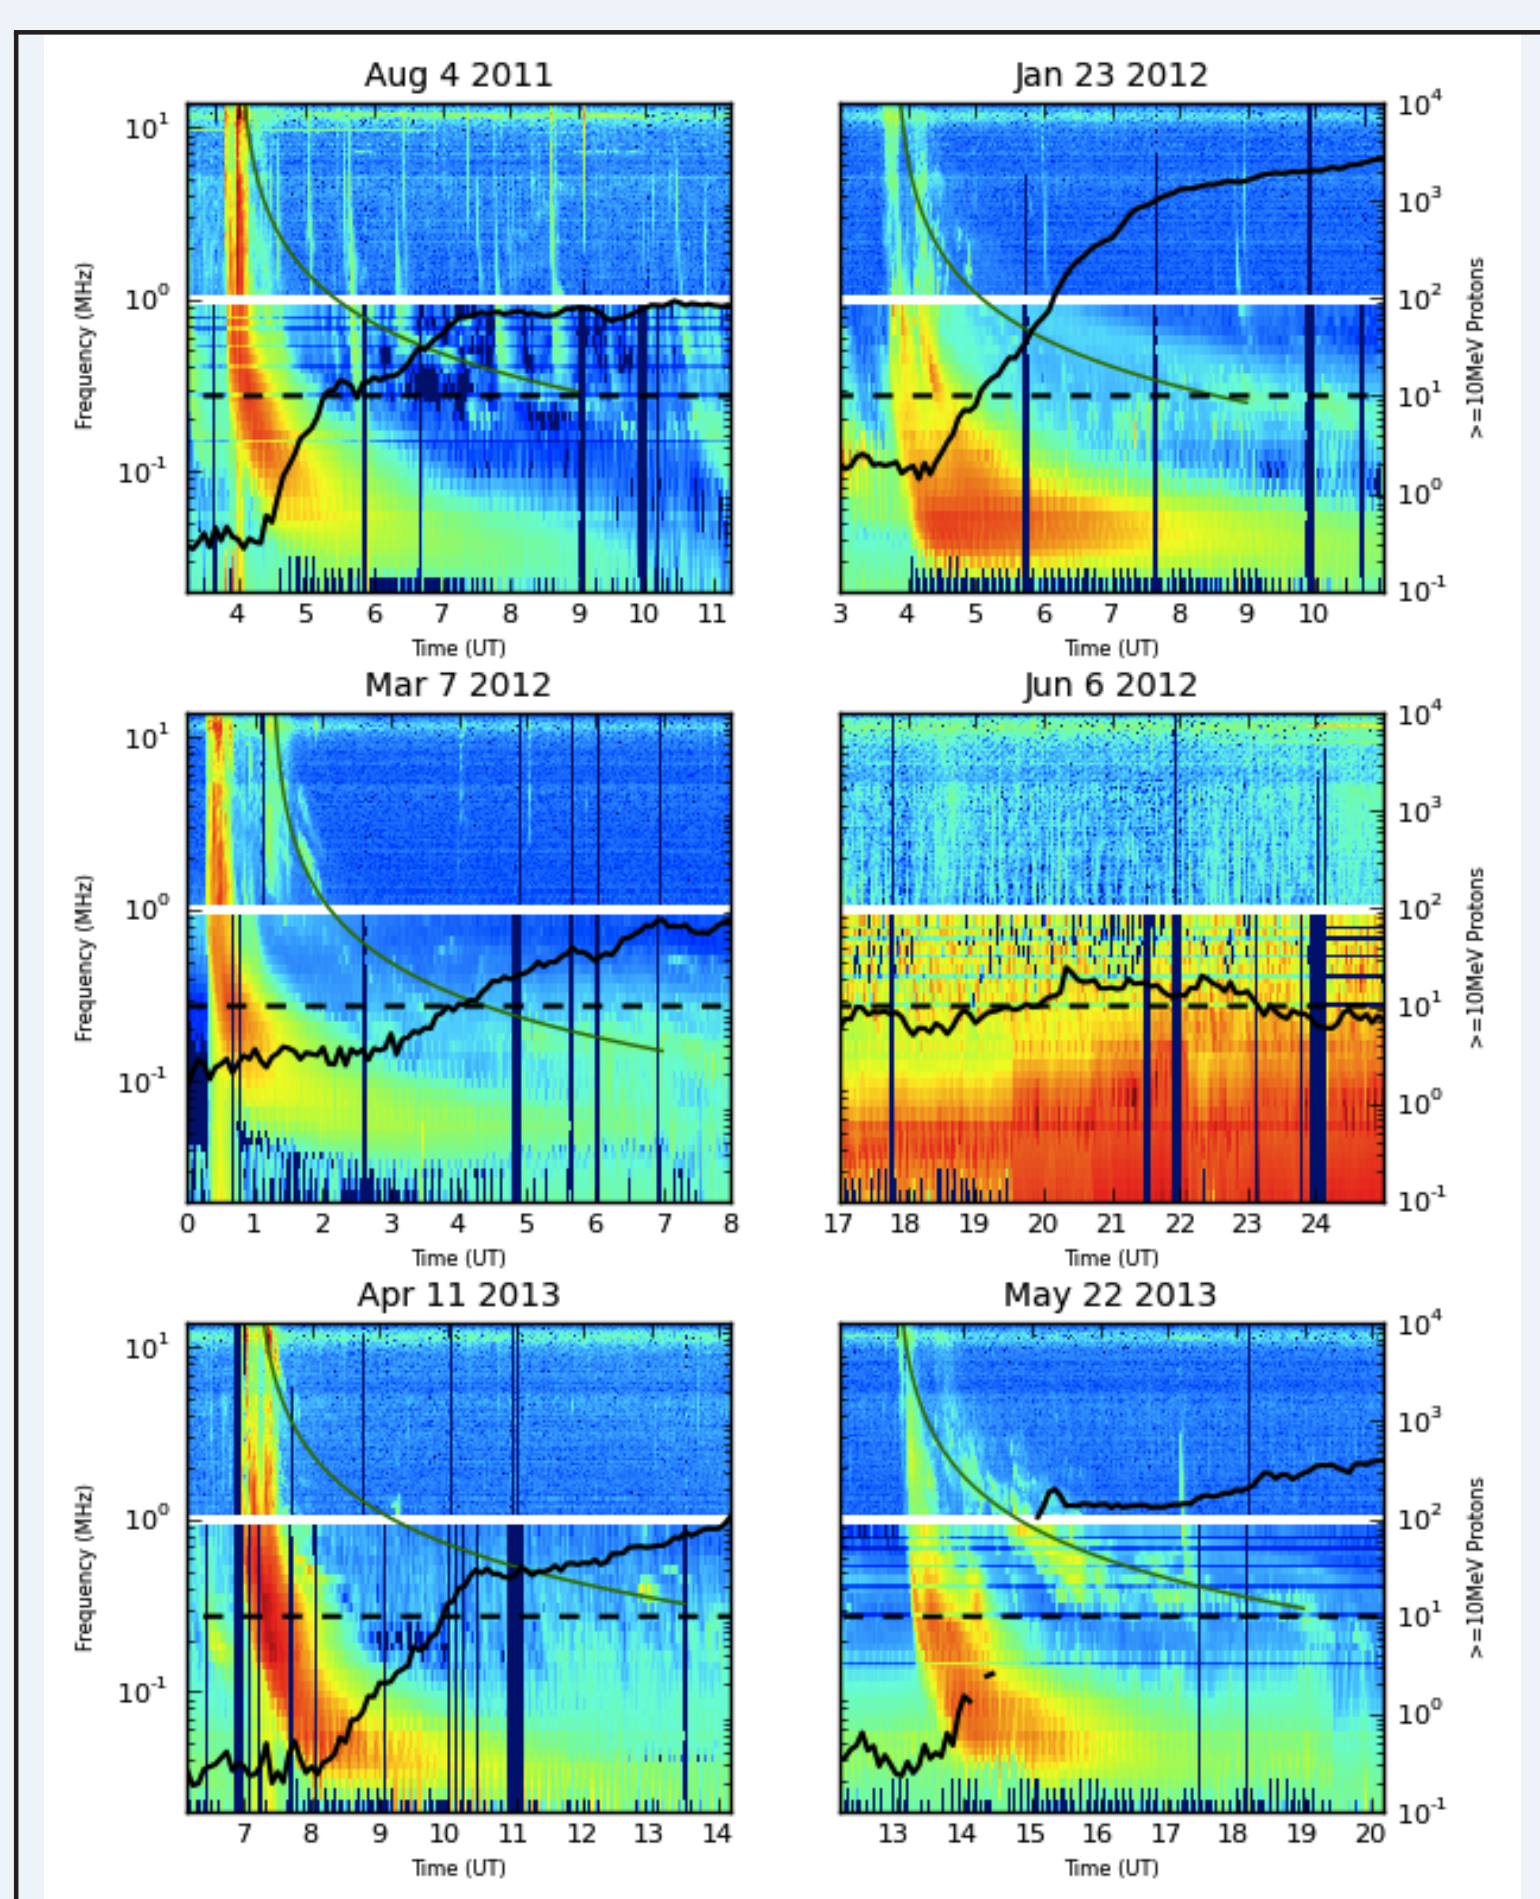 Aug 4 2011
Jan 23 2012
10¹
10⁰
10⁻¹
Frequency (MHz)
4 5 6 7 8 9 10 11
Time (UT)
3 4 5 6 7 8 9 10
Time (UT)
10⁴
10³
10²
10¹
10⁰
10⁻¹
>=10MeV Protons
Mar 7 2012
Jun 6 2012
10¹
10⁰
10⁻¹
Frequency (MHz)
0 1 2 3 4 5 6 7 8
Time (UT)
17 18 19 20 21 22 23 24
Time (UT)
10⁴
10³
10²
10¹
10⁰
10⁻¹
>=10MeV Protons
Apr 11 2013
May 22 2013
10¹
10⁰
10⁻¹
Frequency (MHz)
7 8 9 10 11 12 13 14
Time (UT)
13 14 15 16 17 18 19 20
Time (UT)
10⁴
10³
10²
10¹
10⁰
10⁻¹
>=10MeV Protons